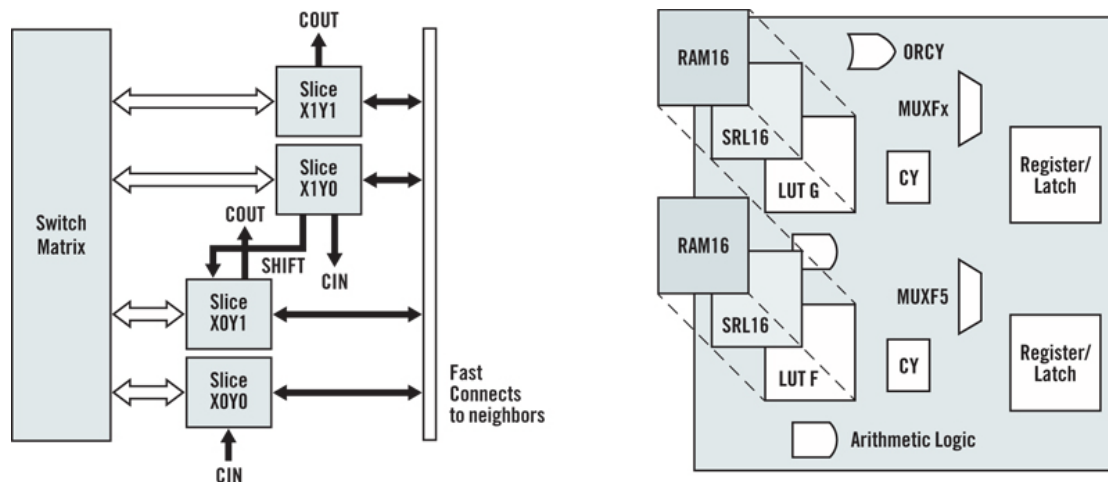 COUT
Slice
X1Y1
Slice
X1Y0
COUT
Switch
Matrix
SHIFT
CIN
Slice
X0Y1
Slice
X0Y0
Fast
Connects
to neighbors
CIN
RAM16
ORCY
MUXFx
SRL16
Register/
Latch
CY
LUT G
RAM16
MUXF5
SRL16
Register/
Latch
CY
LUT F
Arithmetic Logic